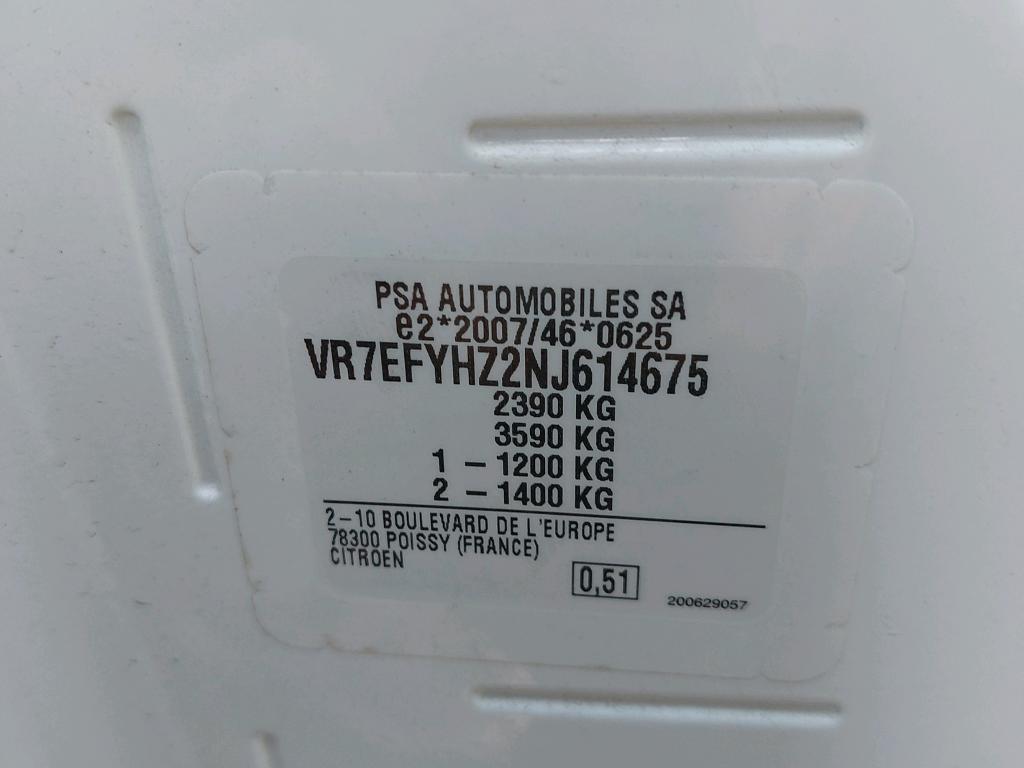 PSA AUTOMOBILES SA
e2*2007/46*0625
VR7EFYHZ2NJ614675
2390 KG
3590 KG
1 – 1200 KG
2 – 1400 KG
2–10 BOULEVARD DE L'EUROPE
78300 POISSY (FRANCE)
CITROEN
0,51
200629057